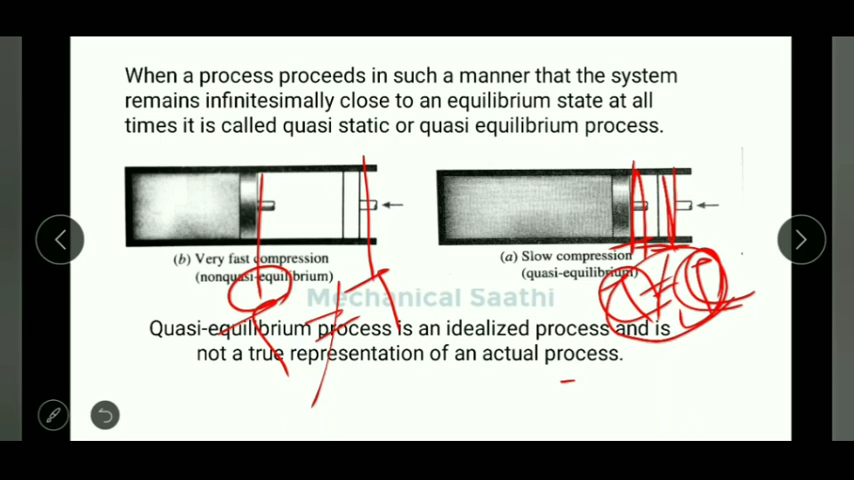 When a process proceeds in such a manner that the system
remains infinitesimally close to an equilibrium state at all
times it is called quasi static or quasi equilibrium process.
(b) Very fast compression
(nonquasi-equilibrium)
(a) Slow compression
(quasi-equilibrium)
Mechanical Saathi
Quasi-equilibrium process is an idealized process and is
not a true representation of an actual process.